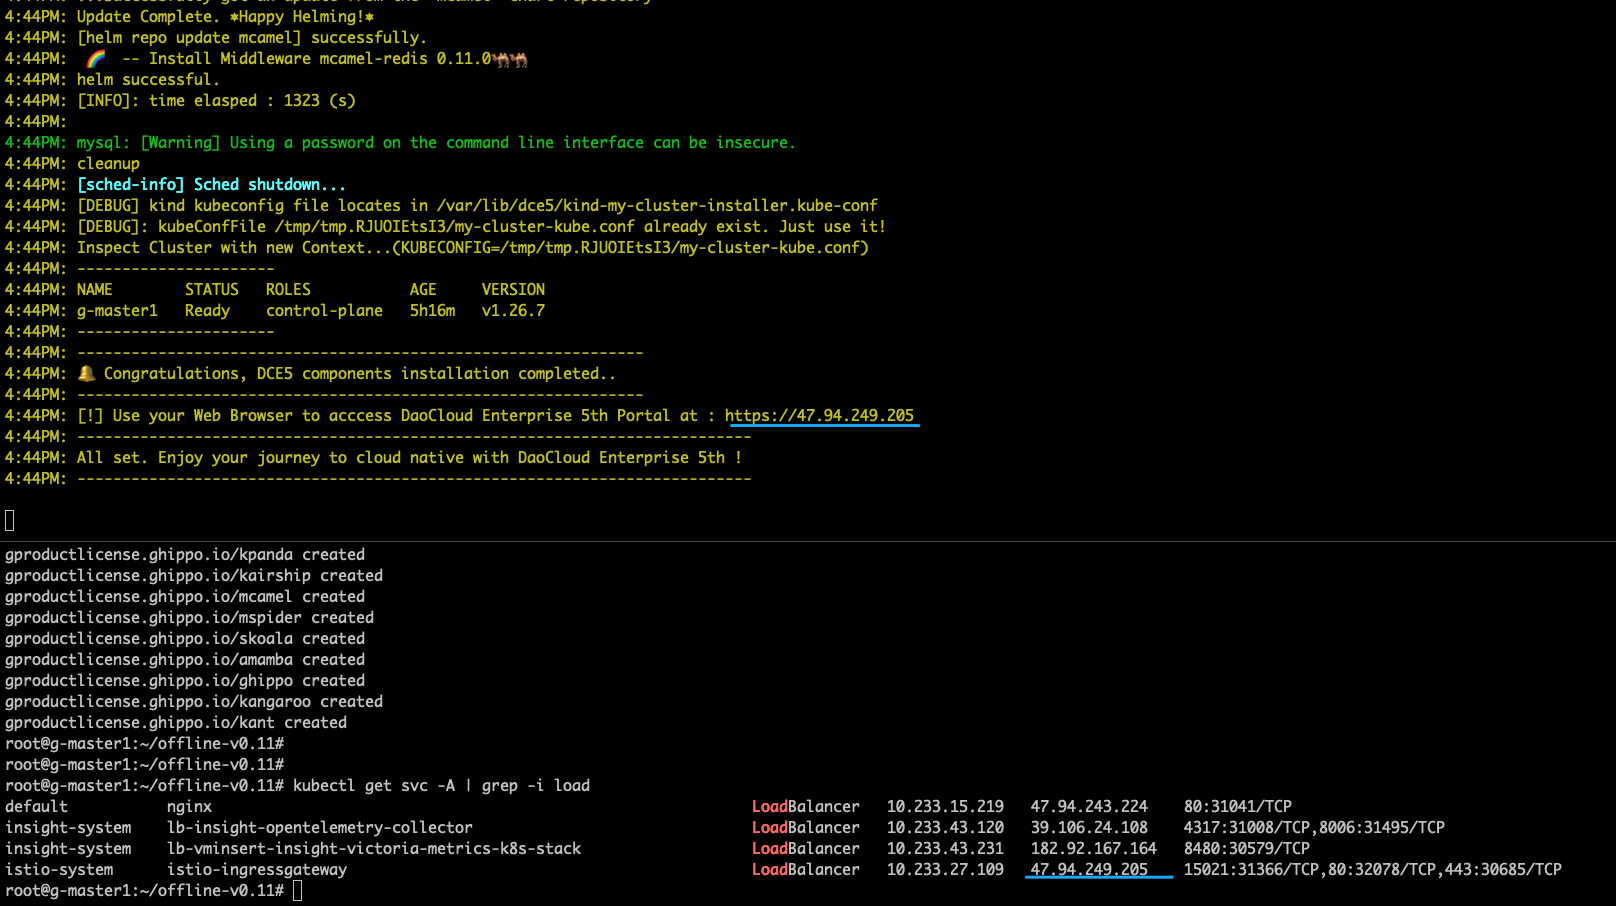 4:44PM: ...Successfully got an update from the "mcamel" chart repository
4:44PM: Update Complete. ⎈Happy Helming!⎈
4:44PM: [helm repo update mcamel] successfully.
4:44PM: 🌈 -- Install Middleware mcamel-redis 0.11.0🐫🐫
4:44PM: helm successful.
4:44PM: [INFO]: time elasped : 1323 (s)
4:44PM:
4:44PM: mysql: [Warning] Using a password on the command line interface can be insecure.
4:44PM: cleanup
4:44PM: [sched-info] Sched shutdown...
4:44PM: [DEBUG] kind kubeconfig file locates in /var/lib/dce5/kind-my-cluster-installer.kube-conf
4:44PM: [DEBUG]: kubeConfFile /tmp/tmp.RJUOIEtsI3/my-cluster-kube.conf already exist. Just use it!
4:44PM: Inspect Cluster with new Context...(KUBECONFIG=/tmp/tmp.RJUOIEtsI3/my-cluster-kube.conf)
4:44PM: ----------------------
4:44PM: NAME STATUS ROLES AGE VERSION
4:44PM: g-master1 Ready control-plane 5h16m v1.26.7
4:44PM: ----------------------
4:44PM: ---------------------------------------------------------------
4:44PM: 🔔 Congratulations, DCE5 components installation completed..
4:44PM: ---------------------------------------------------------------
4:44PM: [!] Use your Web Browser to acccess DaoCloud Enterprise 5th Portal at : https://47.94.249.205
4:44PM: ---------------------------------------------------------------------------
4:44PM: All set. Enjoy your journey to cloud native with DaoCloud Enterprise 5th !
4:44PM: ---------------------------------------------------------------------------
gproductlicense.ghippo.io/kpanda created
gproductlicense.ghippo.io/kairship created
gproductlicense.ghippo.io/mcamel created
gproductlicense.ghippo.io/mspider created
gproductlicense.ghippo.io/skoala created
gproductlicense.ghippo.io/amamba created
gproductlicense.ghippo.io/ghippo created
gproductlicense.ghippo.io/kangaroo created
gproductlicense.ghippo.io/kant created
root@g-master1:~/offline-v0.11#
root@g-master1:~/offline-v0.11#
root@g-master1:~/offline-v0.11# kubectl get svc -A | grep -i load
default nginx LoadBalancer 10.233.15.219 47.94.243.224 80:31041/TCP
insight-system lb-insight-opentelemetry-collector LoadBalancer 10.233.43.120 39.106.24.108 4317:31008/TCP,8006:31495/TCP
insight-system lb-vminsert-insight-victoria-metrics-k8s-stack LoadBalancer 10.233.43.231 182.92.167.164 8480:30579/TCP
istio-system istio-ingressgateway LoadBalancer 10.233.27.109 47.94.249.205 15021:31366/TCP,80:32078/TCP,443:30685/TCP
root@g-master1:~/offline-v0.11#